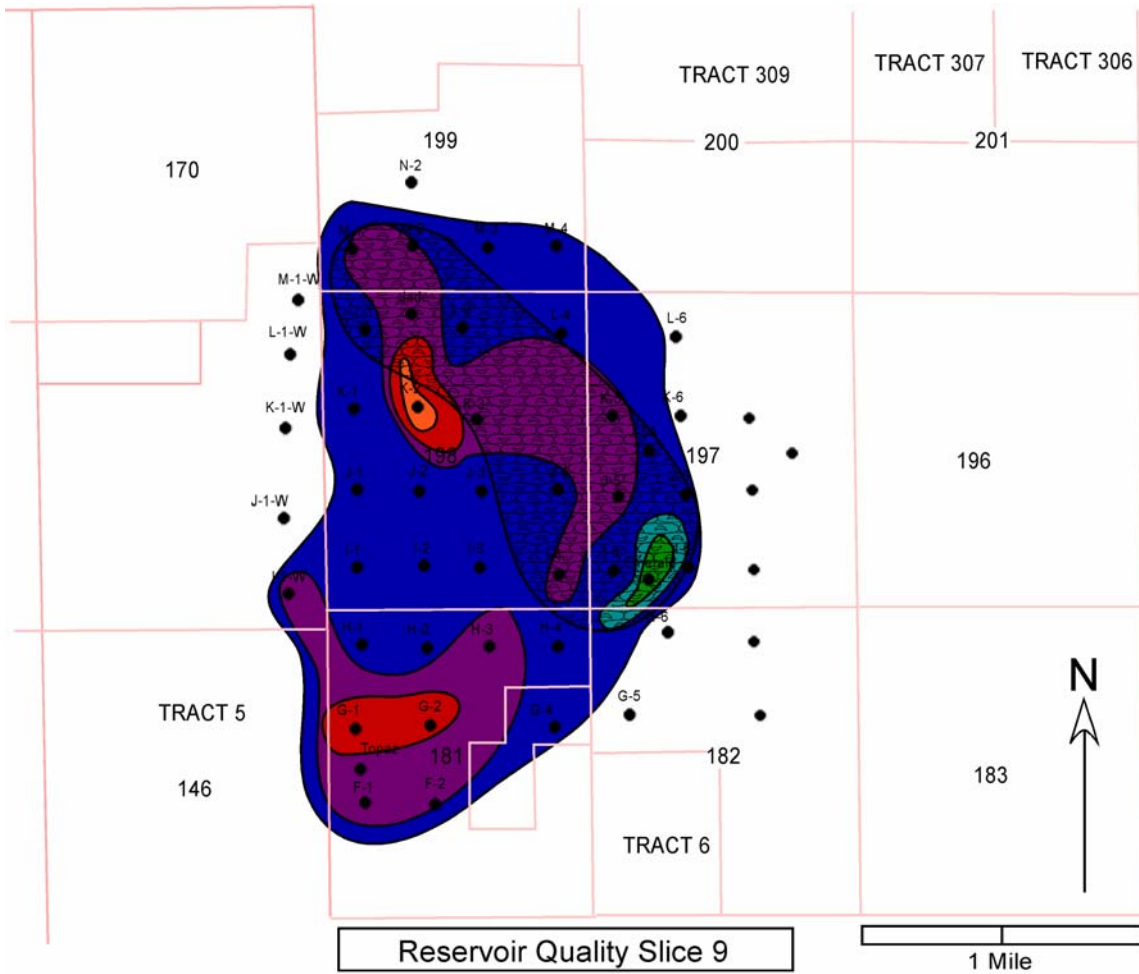 TRACT 309
TRACT 307
TRACT 306
199
200
201
170
N-2
M-3
M-4
M-1-W
L-1-W
L-4
L-6
K-1
K-1-W
K-6
198
197
196
J-1
J-2
J-3
J-1-W
I-1
I-2
I-3
H-1
H-2
H-3
H-4
TRACT 5
G-1
G-2
G-4
G-5
N
Topaz
181
182
183
146
F-1
F-2
TRACT 6
Reservoir Quality Slice 9
1 Mile